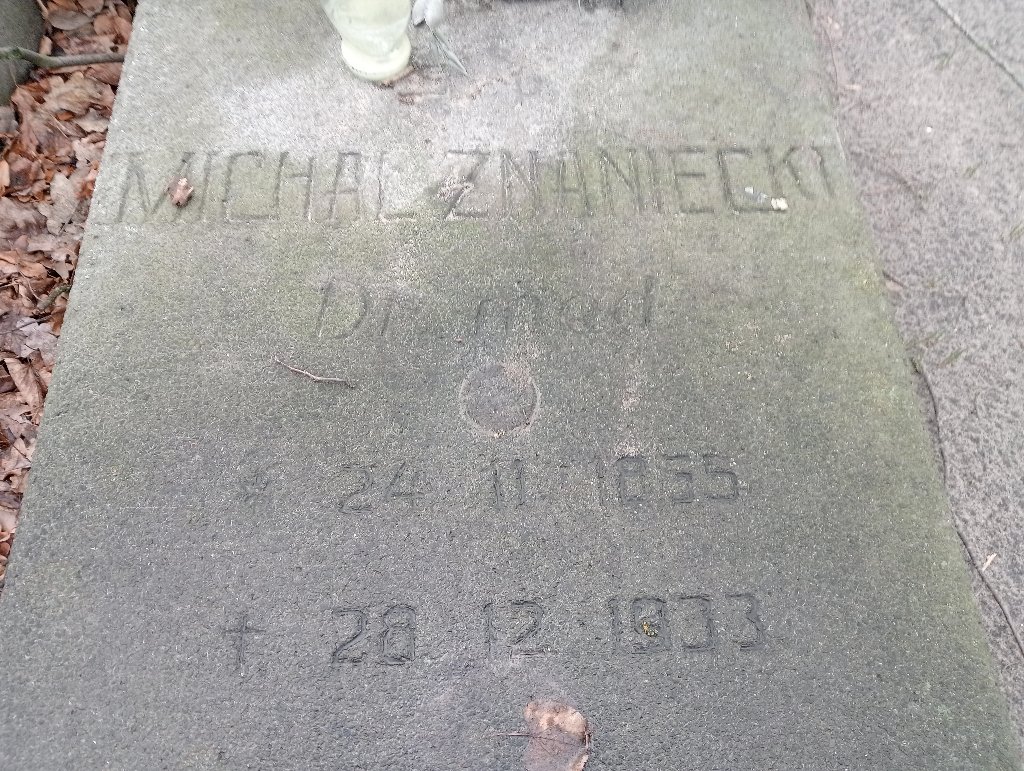 MICHAŁ ZNANIECKI
Dr med
* 24 11 1855
† 28 12 1933